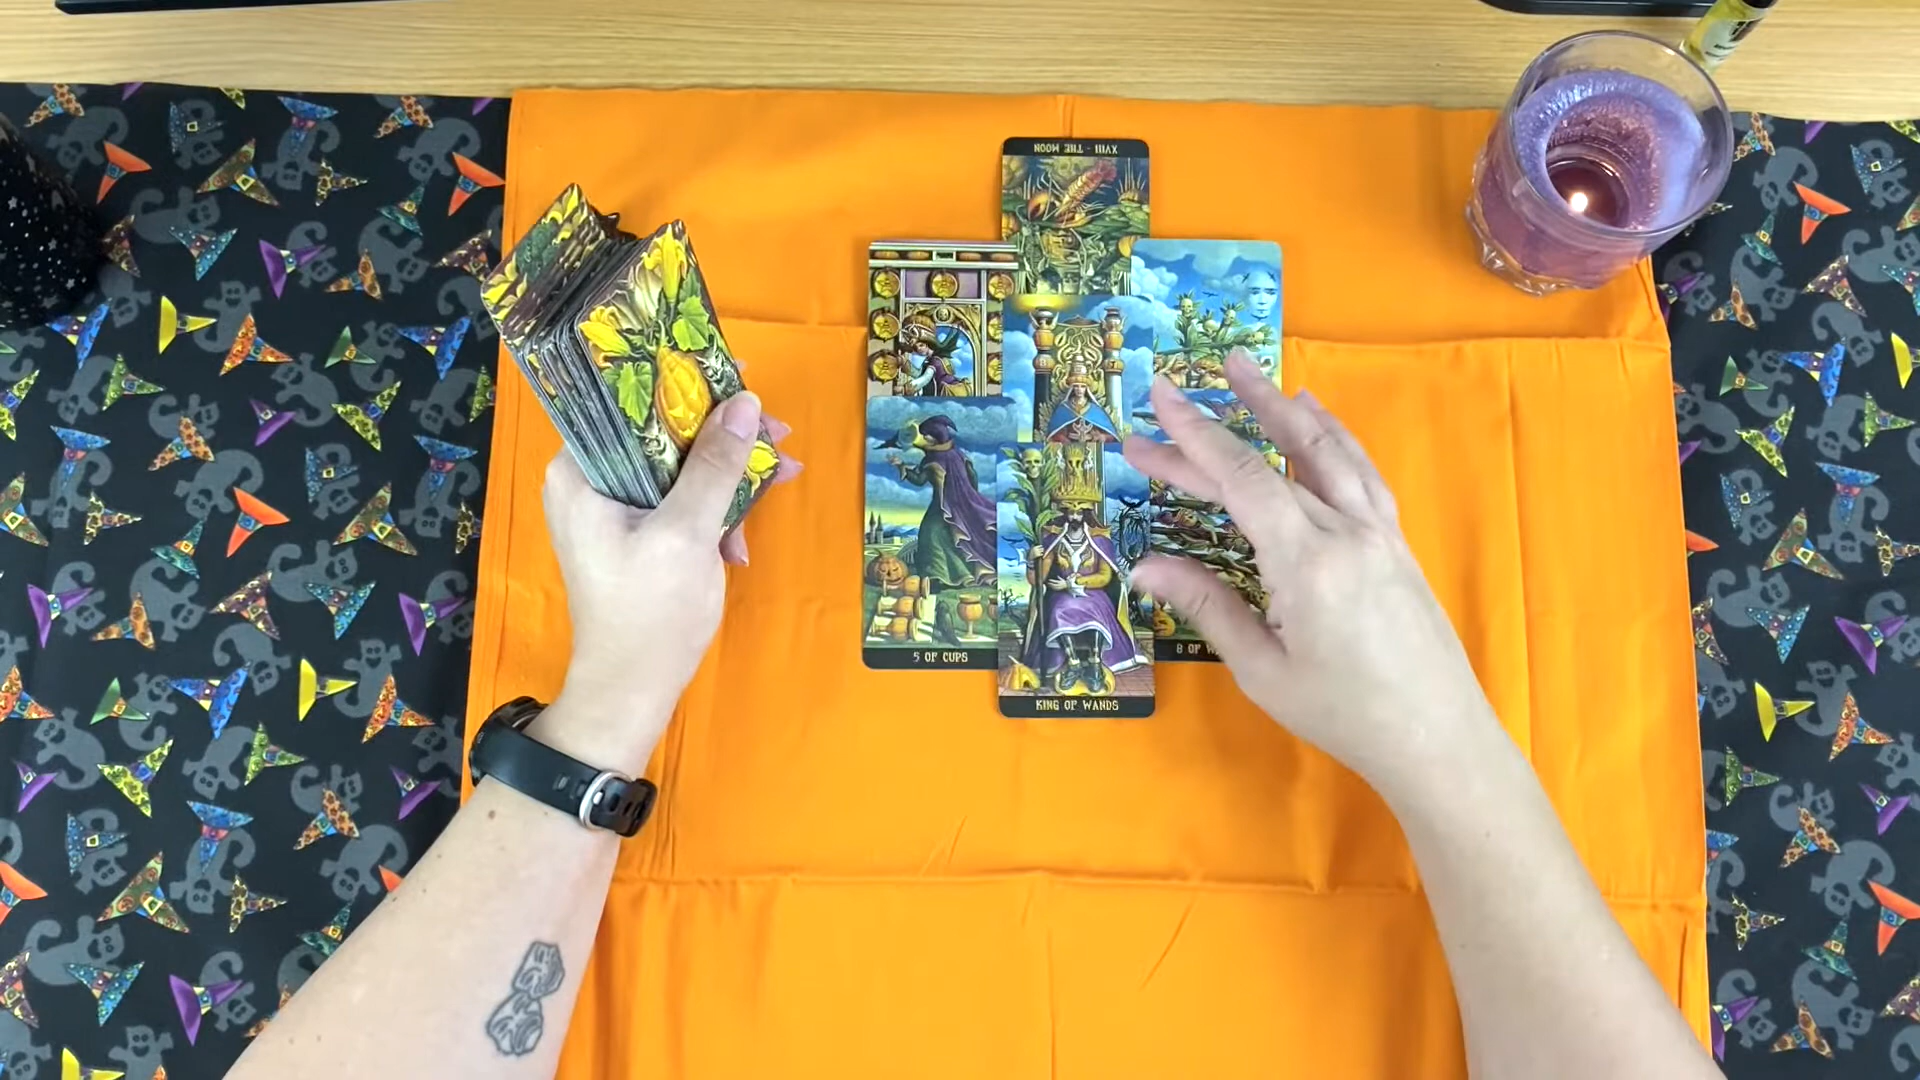 XVIII - THE MOON
5 OF CUPS
8 OF W
KING OF WANDS